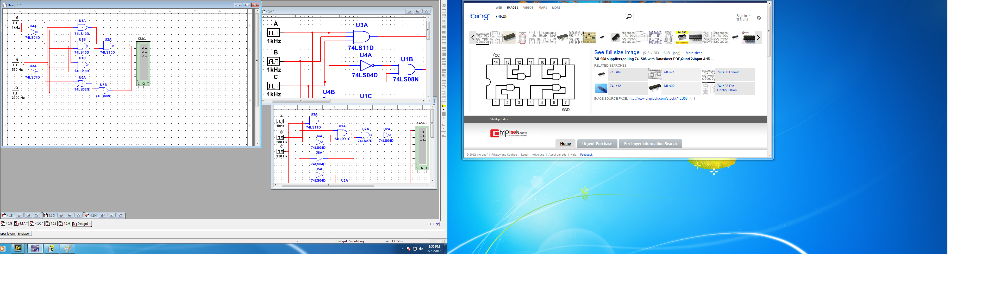 Design1 *
M
1kHz
U4A
74LS04D
U1A
74LS10D
U1B
74LS10D
U2A
74LS10D
XLA1
N
500 Hz
U3A
74LS04D
U1C
74LS10D
U6A
74LS32N
U7B
74LS08N
Q
2000 Hz
C Q T
4.1A *
A
1kHz
U3A
74LS11D
B
1kHz
U4A
74LS04D
U1B
74LS08N
C
1kHz
U4B
U1C
A
1kHz
U3A
74LS11D
B
500 Hz
U1A
74LS11D
U7A
74LS27D
U2A
74LS04D
XLA1
U4A
74LS04D
C
250 Hz
U8A
74LS04D
U5A
74LS04D
U6A
C Q T
4.1E
4.1G
4.1H
4.1G
4.1A *
4.1C *
4.1E
4.1H
Design1 *
opper layers
Simulation
-
Design1: Simulating...
Tran: 13.658 s
1:55 PM
8/23/2012
WEB IMAGES VIDEOS MAPS MORE
bing
74ls08
Sign in
5 of 5
74LS08
VCC
14 13 12 11 10 9 8
1 2 3 4 5 6 7
GND
See full size image (515 x 283 · 16kB · jpeg) · More sizes
74LS08 suppliers,selling 74LS08 with Datasheet PDF,Quad 2-Input AND ...
RELATED SEARCHES
74Ls04
74Ls74
74Ls08 Pinout
74Ls32
74Ls02
74Ls08 Pin
Configuration
IMAGE SOURCE PAGE: http://www.chiplook.com/stock/74LS08.html
SiteMap Index
Chiplook.com
Professional ic market
Home
Urgent Purchase
For buyer information Search
© 2012 Microsoft | Privacy and Cookies | Legal | Advertise | About our ads | Help | Feedback